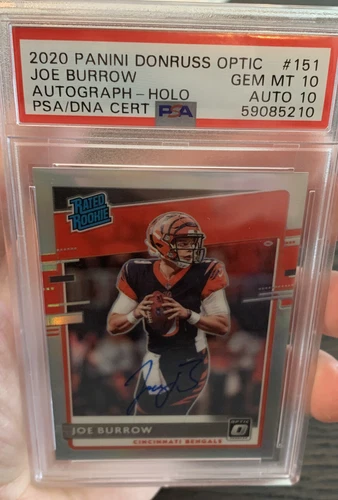 2020 PANINI DONRUSS OPTIC #151
JOE BURROW GEM MT 10
AUTOGRAPH - HOLO AUTO 10
PSA/DNA CERT PSA 59085210
RATED
ROOKIE
JOE BURROW
OPTIC
CINCINNATI BENGALS